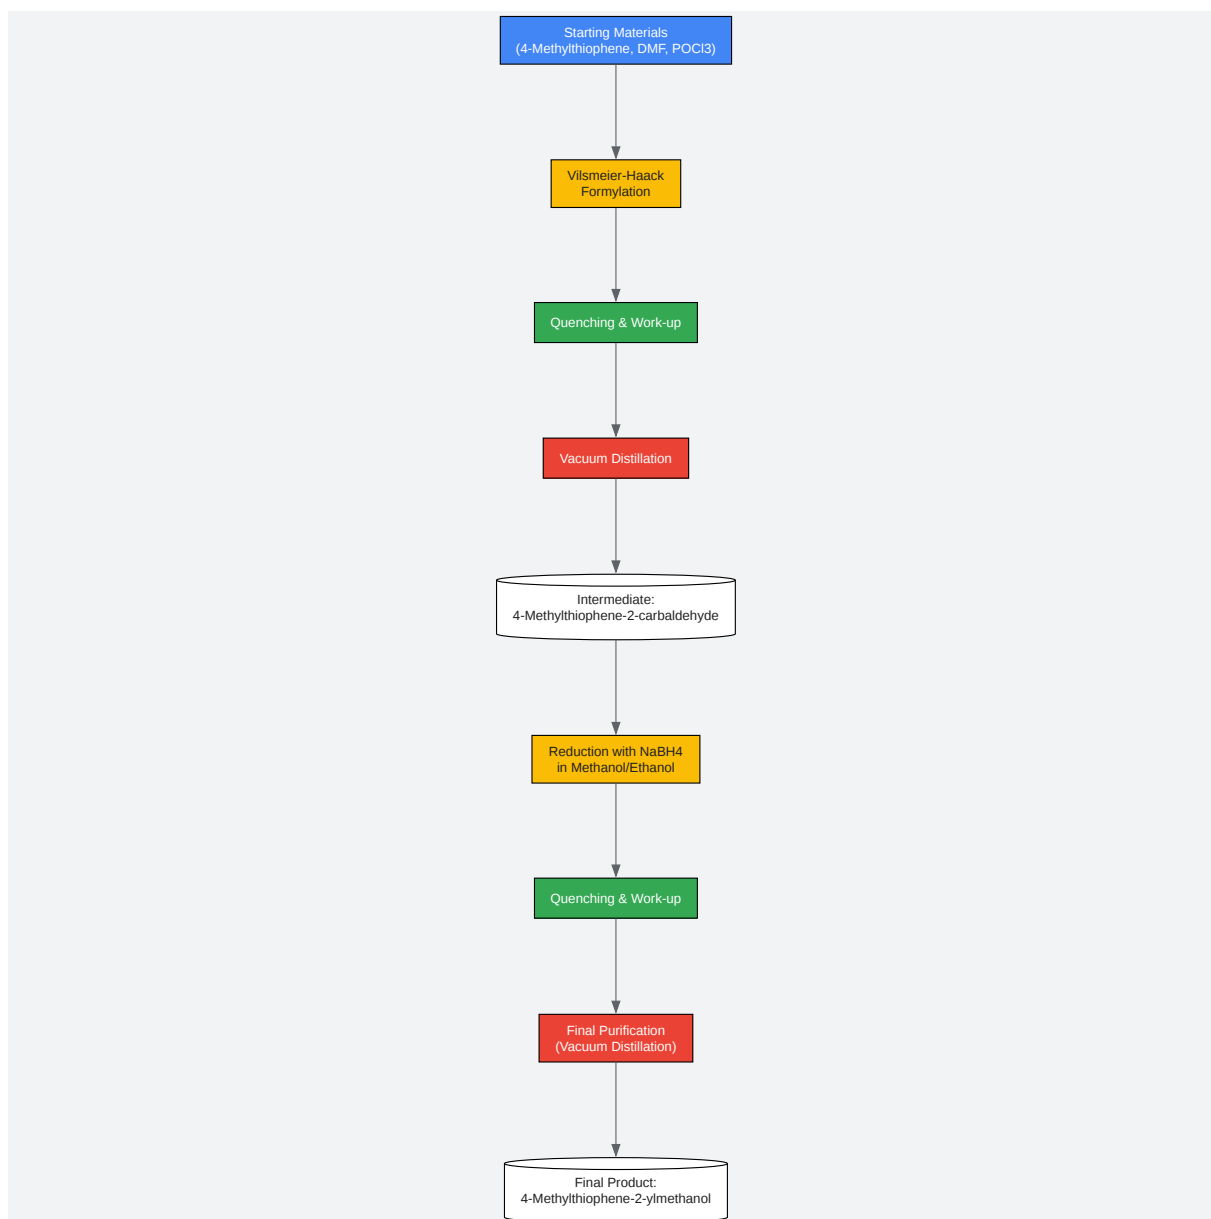 Starting Materials
(4-Methylthiophene, DMF, POCl3)
Vilsmeier-Haack
Formylation
Quenching & Work-up
Vacuum Distillation
Intermediate:
4-Methylthiophene-2-carbaldehyde
Reduction with NaBH4
in Methanol/Ethanol
Quenching & Work-up
Final Purification
(Vacuum Distillation)
Final Product:
4-Methylthiophene-2-ylmethanol